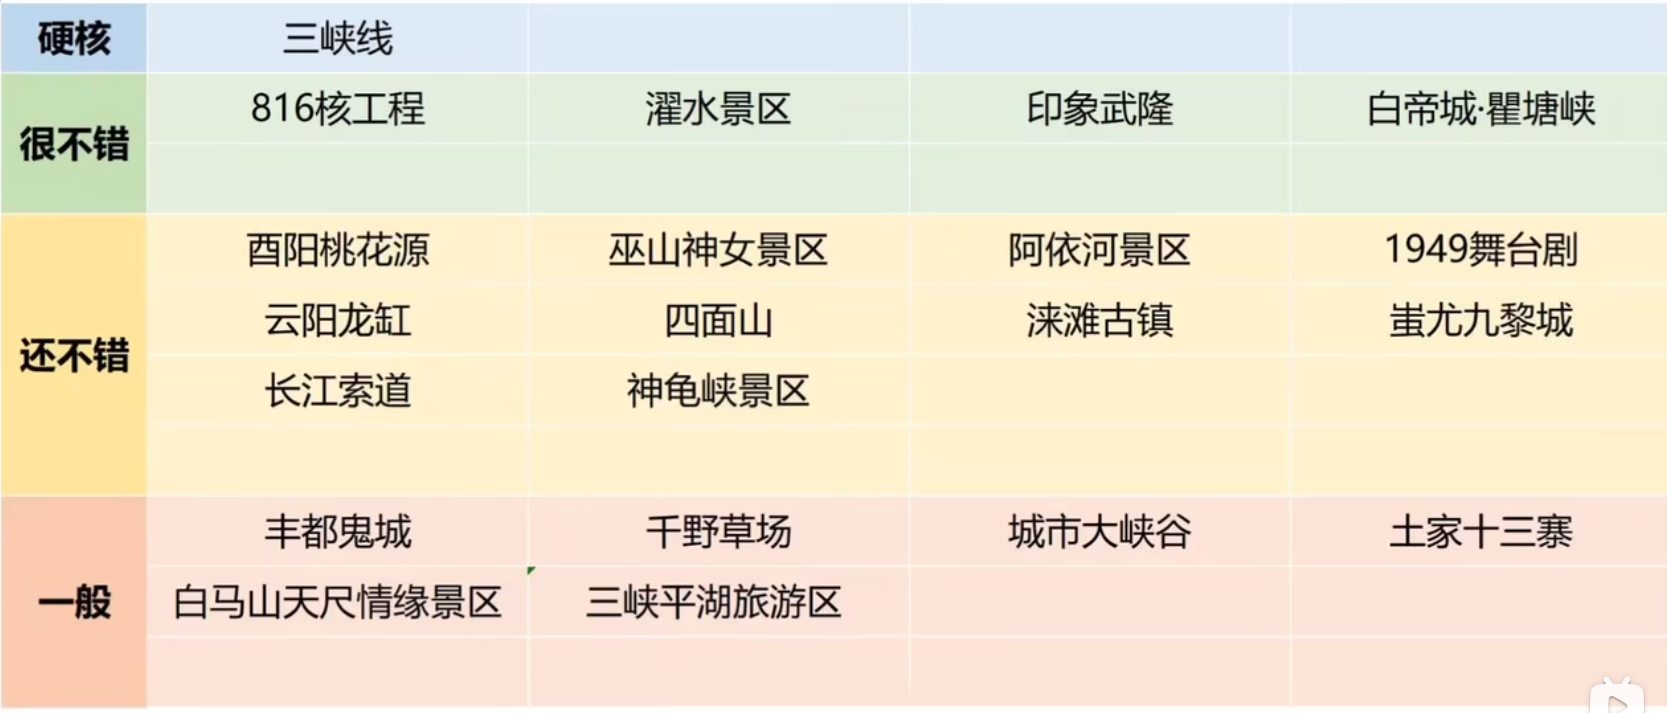 硬核 三峡线
很不错 816核工程 濯水景区 印象武隆 白帝城·瞿塘峡
还不错 酉阳桃花源 巫山神女景区 阿依河景区 1949舞台剧
云阳龙缸 四面山 涞滩古镇 蚩尤九黎城
长江索道 神龟峡景区
一般 丰都鬼城 千野草场 城市大峡谷 土家十三寨
白马山天尺情缘景区 三峡平湖旅游区